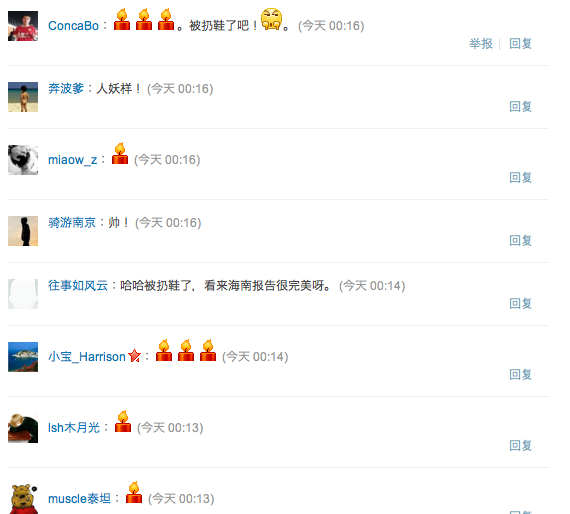 ConcaBo：。被扔鞋了吧！。 (今天 00:16)
举报 | 回复
奔波爹：人妖样！ (今天 00:16)
回复
miaow_z： (今天 00:16)
回复
骑游南京：帅！ (今天 00:16)
回复
往事如风云：哈哈被扔鞋了，看来海南报告很完美呀。 (今天 00:14)
回复
小宝_Harrison： (今天 00:14)
回复
lsh木月光： (今天 00:13)
回复
muscle泰坦： (今天 00:13)